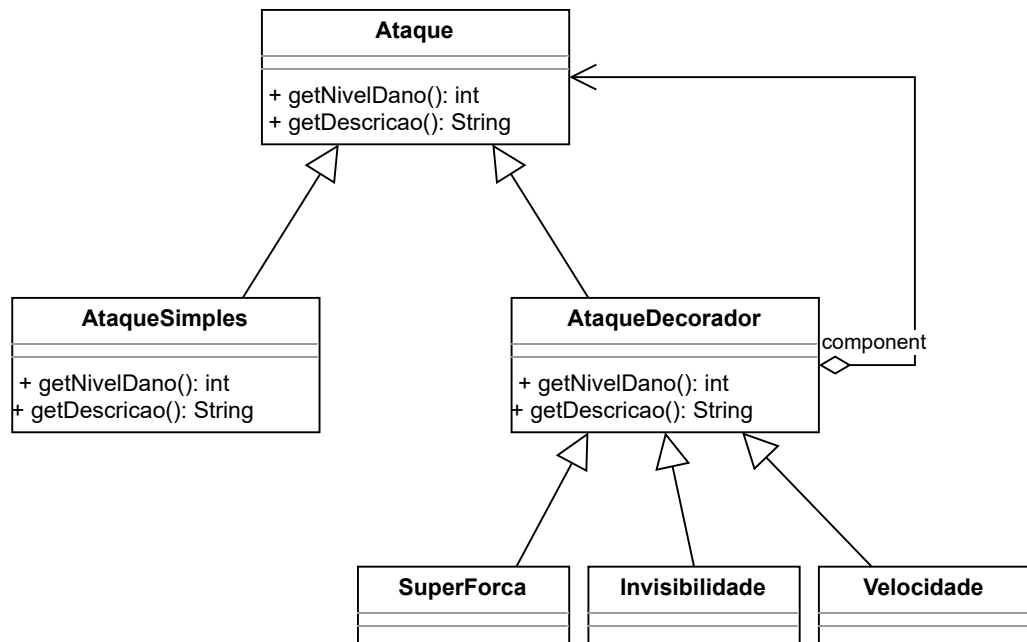 Ataque
+ getNivelDano(): int
+ getDescricao(): String
AtaqueSimples
+ getNivelDano(): int
+ getDescricao(): String
AtaqueDecorador
+ getNivelDano(): int
+ getDescricao(): String
component
SuperForca
Invisibilidade
Velocidade